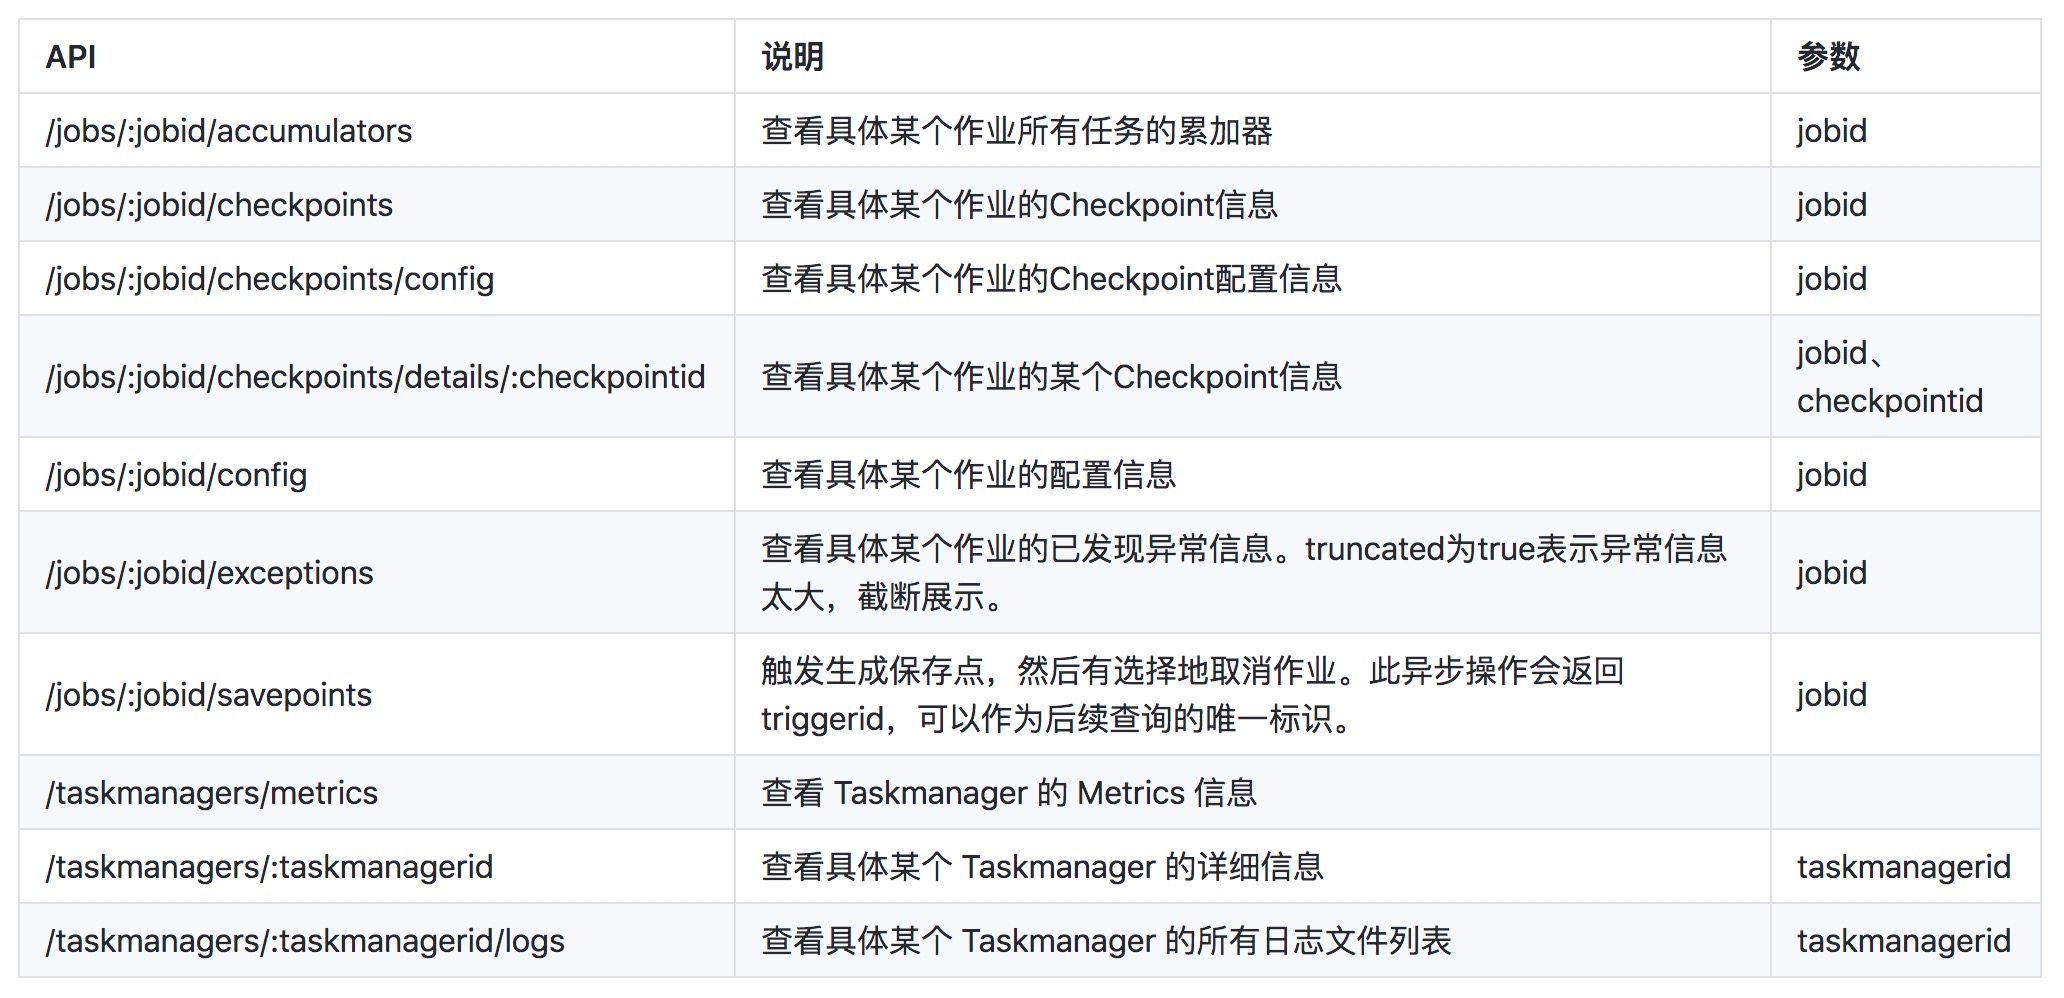 API 说明 参数
/jobs/:jobid/accumulators 查看具体某个作业所有任务的累加器 jobid
/jobs/:jobid/checkpoints 查看具体某个作业的Checkpoint信息 jobid
/jobs/:jobid/checkpoints/config 查看具体某个作业的Checkpoint配置信息 jobid
/jobs/:jobid/checkpoints/details/:checkpointid 查看具体某个作业的某个Checkpoint信息 jobid、
checkpointid
/jobs/:jobid/config 查看具体某个作业的配置信息 jobid
/jobs/:jobid/exceptions 查看具体某个作业的已发现异常信息。truncated为true表示异常信息
太大，截断展示。 jobid
/jobs/:jobid/savepoints 触发生成保存点，然后有选择地取消作业。此异步操作会返回
triggerid，可以作为后续查询的唯一标识。 jobid
/taskmanagers/metrics 查看 Taskmanager 的 Metrics 信息
/taskmanagers/:taskmanagerid 查看具体某个 Taskmanager 的详细信息 taskmanagerid
/taskmanagers/:taskmanagerid/logs 查看具体某个 Taskmanager 的所有日志文件列表 taskmanagerid